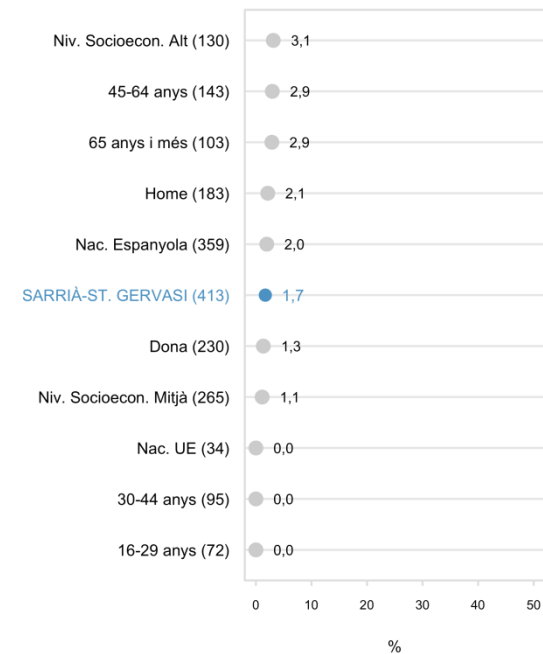 Niv. Socioecon. Alt (130) 3,1
45-64 anys (143) 2,9
65 anys i més (103) 2,9
Home (183) 2,1
Nac. Espanyola (359) 2,0
SARRIÀ-ST. GERVASI (413) 1,7
Dona (230) 1,3
Niv. Socioecon. Mitjà (265) 1,1
Nac. UE (34) 0,0
30-44 anys (95) 0,0
16-29 anys (72) 0,0
0 10 20 30 40 50
%